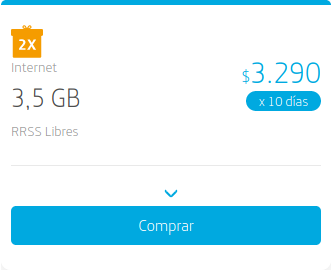 2X
Internet
3,5 GB
RRSS Libres
$3.290
x 10 días
Comprar